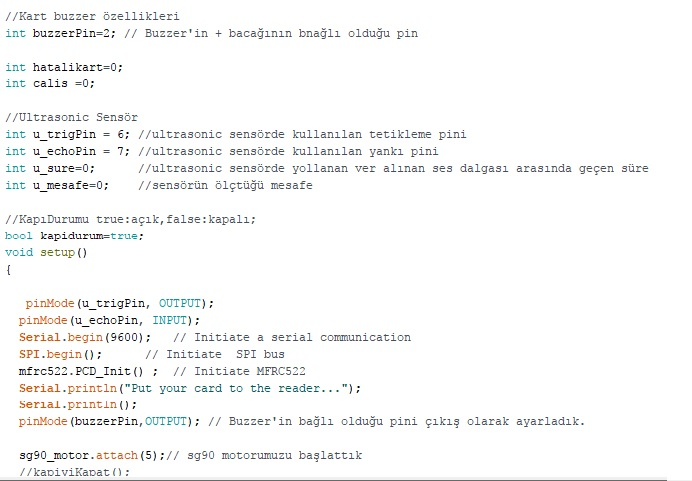 //Kart buzzer özellikleri
int buzzerPin=2; // Buzzer'in + bacağının bnağlı olduğu pin
int hatalikart=0;
int calis =0;
//Ultrasonic Sensör
int u_trigPin = 6; //ultrasonic sensörde kullanılan tetikleme pini
int u_echoPin = 7; //ultrasonic sensörde kullanılan yankı pini
int u_sure=0; //ultrasonic sensörde yollanan ver alınan ses dalgası arasında geçen süre
int u_mesafe=0; //sensörün ölçtüğü mesafe
//KapıDurumu true:açık,false:kapalı;
bool kapidurum=true;
void setup()
{
pinMode(u_trigPin, OUTPUT);
pinMode(u_echoPin, INPUT);
Serial.begin(9600); // Initiate a serial communication
SPI.begin(); // Initiate SPI bus
mfrc522.PCD_Init() ; // Initiate MFRC522
Serial.println("Put your card to the reader...");
Serial.println();
pinMode(buzzerPin,OUTPUT); // Buzzer'in bağlı olduğu pini çıkış olarak ayarladık.
sg90_motor.attach(5);// sg90 motorumuzu başlattık
//kapiyiKapat();